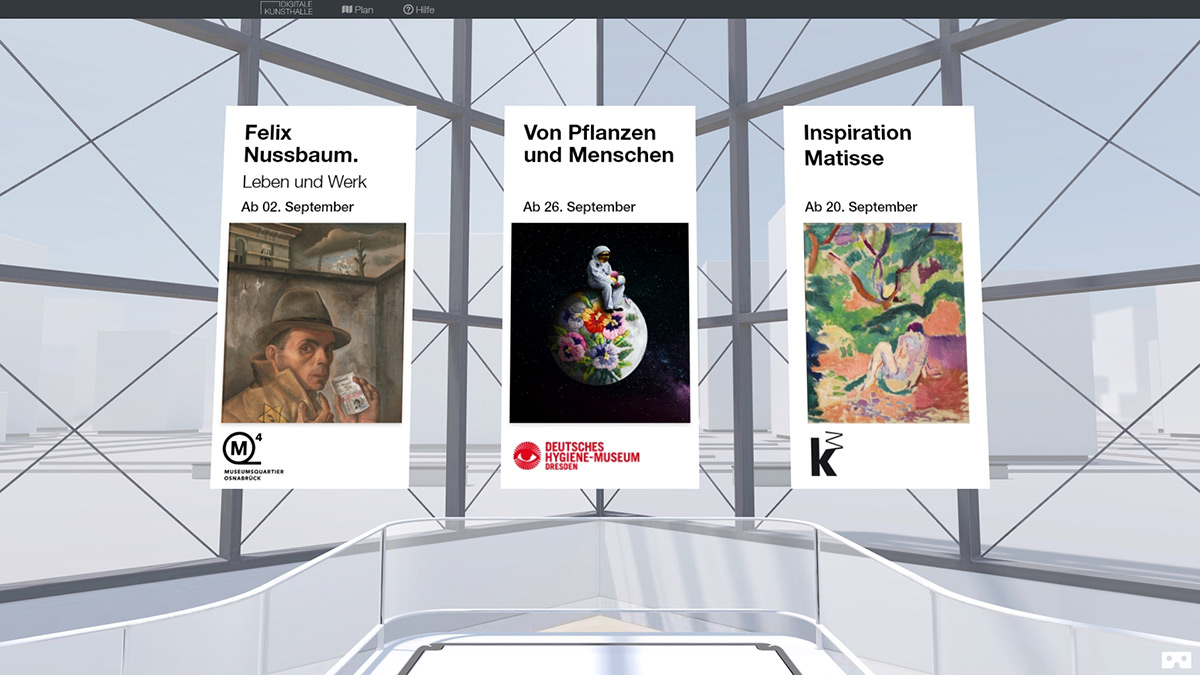 DIGITALE
KUNSTHALLE
Plan
Hilfe
Felix
Nussbaum.
Leben und Werk
Ab 02. September
M
4
MUSEUMSQUARTIER
OSNABRÜCK
Von Pflanzen
und Menschen
Ab 26. September
DEUTSCHES
HYGIENE-MUSEUM
DRESDEN
Inspiration
Matisse
Ab 20. September
k